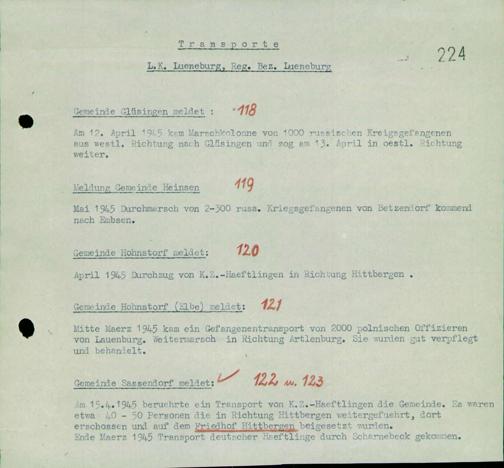 Transporte
224
L.K. Lueneburg, Reg. Bez. Lueneburg
Gemeinde Glüsingen meldet : 118
Am 12. April 1945 kam Marschkolonne von 1000 russischen Kreigsgefangenen
aus westl. Richtung nach Glüsingen und zog am 13. April in oestl. Richtung
weiter.
Meldung Gemeinde Heinsen 119
Mai 1945 Durchmarsch von 2-300 russ. Kriegsgefangenen von Betzendorf kommend
nach Embsen.
Gemeinde Hohnstorf meldet: 120
April 1945 Durchzug von K.Z.-Haeftlingen in Richtung Hittbergen .
Gemeinde Hohnstorf (Elbe) meldet: 121
Mitte Maerz 1945 kam ein Gefangenentransport von 2000 polnischen Offizieren
von Lauenburg. Weitermarsch in Richtung Artlenburg. Sie wurden gut verpflegt
und behandelt.
Gemeinde Sassendorf meldet: 122 u. 123
Am 15.4.1945 beruehrte ein Transport von K.Z.-Haeftlingen die Gemeinde. Es waren
etwa 40 - 50 Personen die in Richtung Hittbergen weitergefuehrt, dort
erschossen und auf dem Friedhof Hittbergen beigesetzt wurden.
Ende Maerz 1945 Transport deutscher Haeftlinge durch Scharnebeck gekommen.